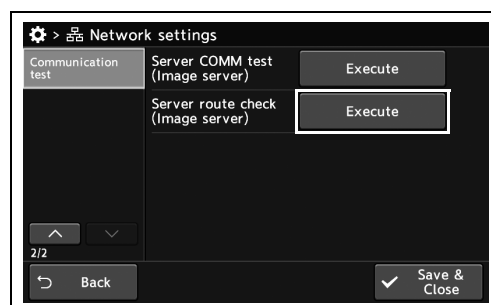 > Network settings
Communication
test
Server COMM test
(Image server)
Execute
Server route check
(Image server)
Execute
2/2
Back
Save &
Close